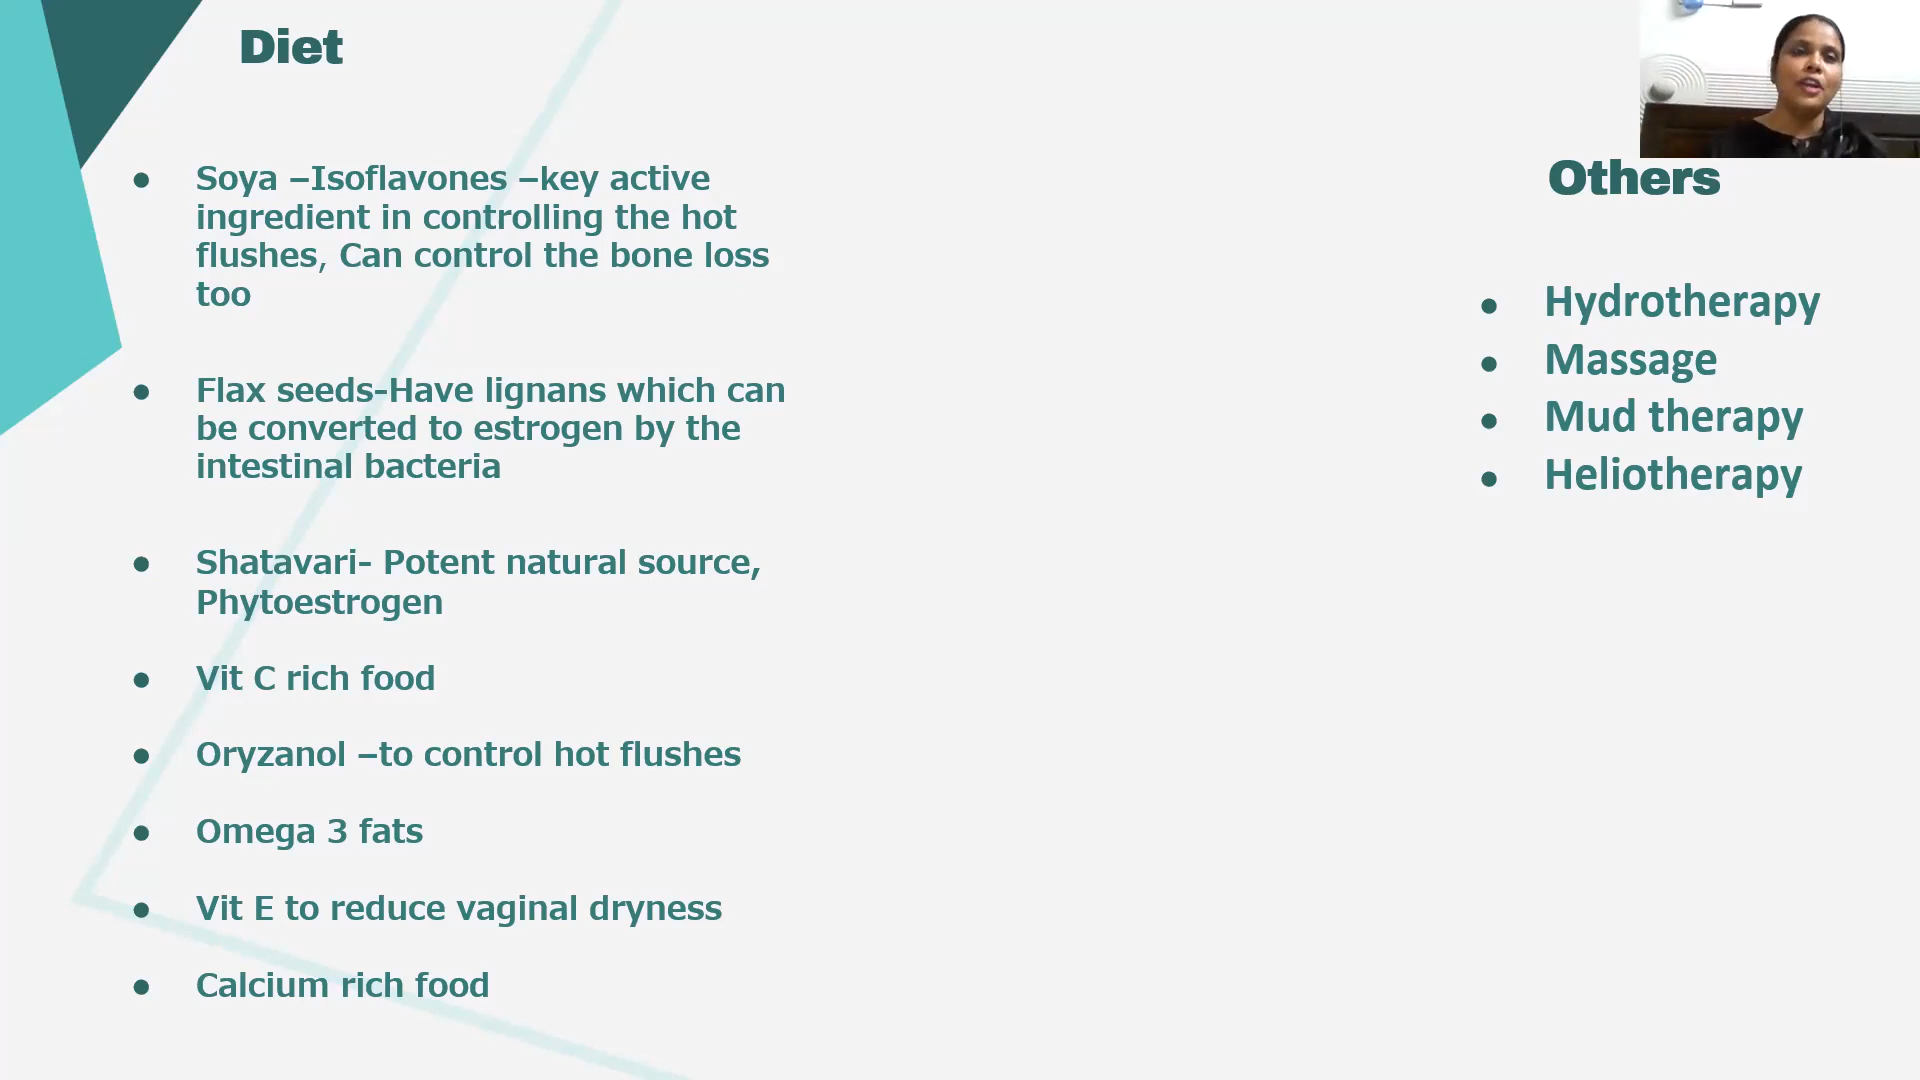 Diet
Soya –Isoflavones –key active
ingredient in controlling the hot
flushes, Can control the bone loss
too
Flax seeds-Have lignans which can
be converted to estrogen by the
intestinal bacteria
Shatavari- Potent natural source,
Phytoestrogen
Vit C rich food
Oryzanol –to control hot flushes
Omega 3 fats
Vit E to reduce vaginal dryness
Calcium rich food
Others
Hydrotherapy
Massage
Mud therapy
Heliotherapy